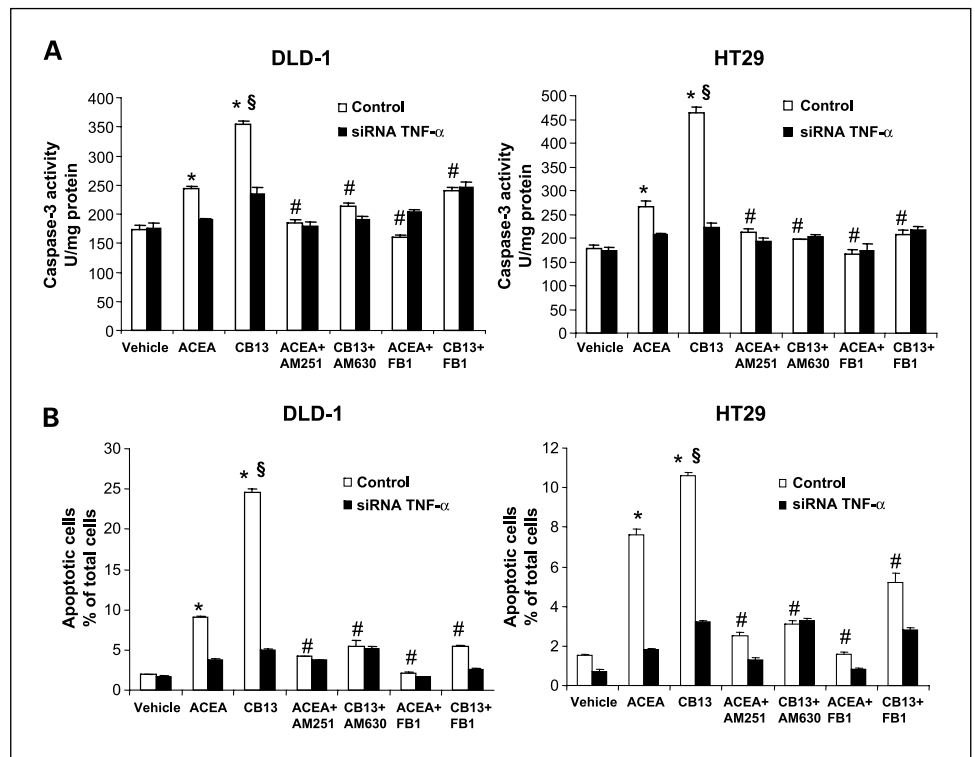 A
DLD-1
HT29
Caspase-3 activity
U/mg protein
400
350
300
250
200
150
100
50
0
* § 
*
#
#
#
#
Control
siRNA TNF-α
Vehicle ACEA CB13 ACEA+ CB13+ ACEA+ CB13+
AM251 AM630 FB1 FB1
Caspase-3 activity
U/mg protein
500
450
400
350
300
250
200
150
100
50
0
* §
*
#
#
#
#
Control
siRNA TNF-α
Vehicle ACEA CB13 ACEA+ CB13+ ACEA+ CB13+
AM251 AM630 FB1 FB1
B
DLD-1
HT29
Apoptotic cells
% of total cells
30
25
20
15
10
5
0
* §
*
#
#
#
#
Control
siRNA TNF-α
Vehicle ACEA CB13 ACEA+ CB13+ ACEA+ CB13+
AM251 AM630 FB1 FB1
Apoptotic cells
% of total cells
12
10
8
6
4
2
0
* §
*
#
#
#
#
Control
siRNA TNF-α
Vehicle ACEA CB13 ACEA+ CB13+ ACEA+ CB13+
AM251 AM630 FB1 FB1